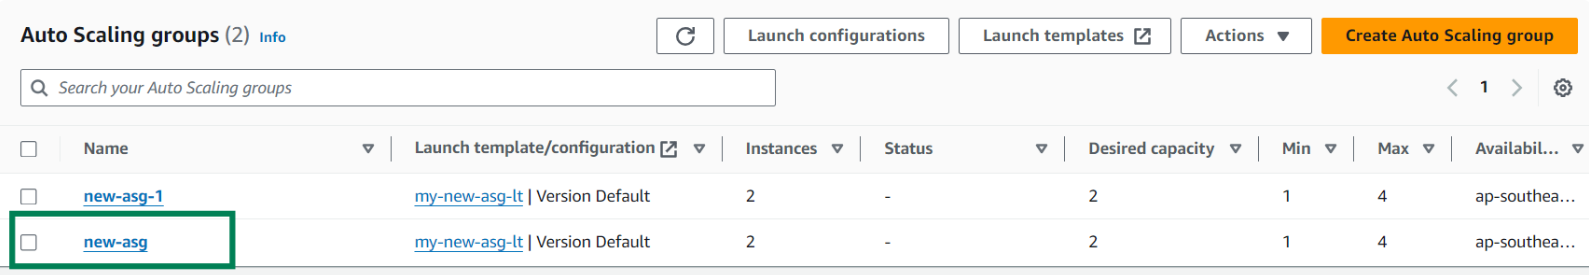 Auto Scaling groups (2) Info
Launch configurations
Launch templates
Actions
Create Auto Scaling group
Search your Auto Scaling groups
1
Name Launch template/configuration Instances Status Desired capacity Min Max Availabil...
new-asg-1 my-new-asg-lt | Version Default 2 - 2 1 4 ap-southea...
new-asg my-new-asg-lt | Version Default 2 - 2 1 4 ap-southea...